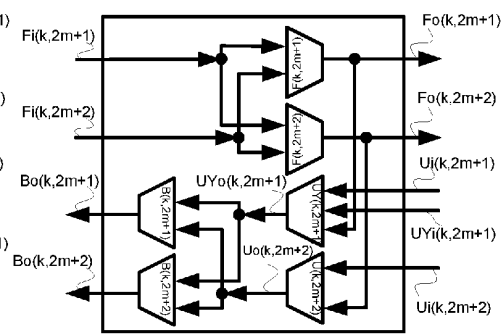 Fi(k,2m+1)
Fo(k,2m+1)
F(k,2m+1)
Fi(k,2m+2)
Fo(k,2m+2)
F(k,2m+2)
Ui(k,2m+1)
Bo(k,2m+1)
UYo(k,2m+1)
B(k,2m+1)
UY(k,2m+1)
UYi(k,2m+1)
Bo(k,2m+2)
Uo(k,2m+2)
B(k,2m+2)
U(k,2m+2)
Ui(k,2m+2)